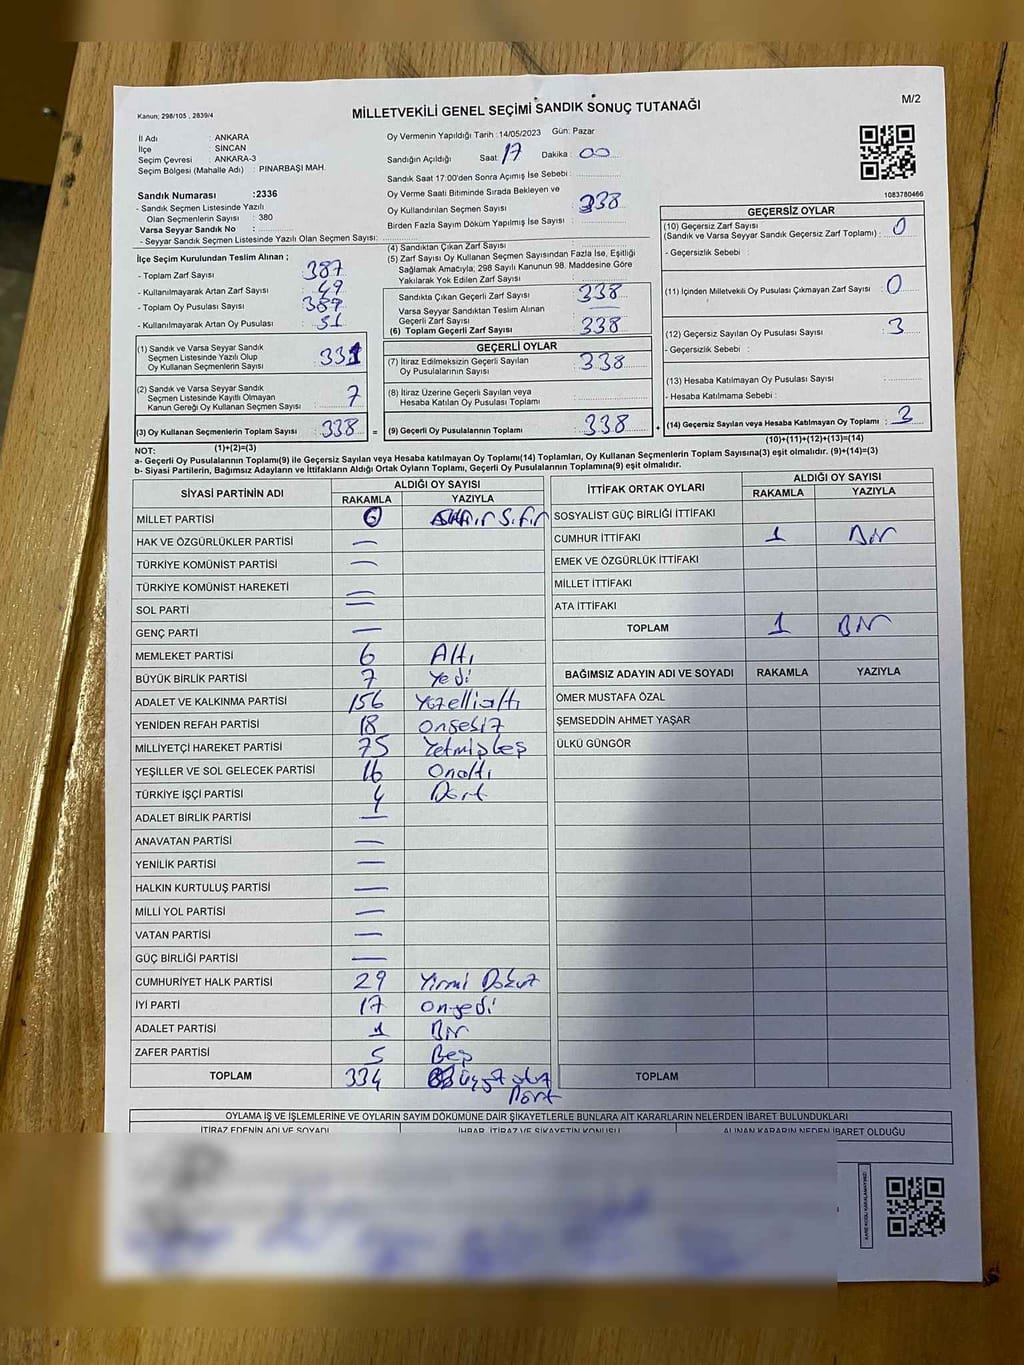 Kanun; 298/105 , 2839/4
MİLLETVEKİLİ GENEL SEÇİMİ SANDIK SONUÇ TUTANAĞI
M/2
İl Adı : ANKARA
İlçe : SİNCAN
Seçim Çevresi : ANKARA-3
Seçim Bölgesi (Mahalle Adı) : PINARBAŞI MAH.
Sandık Numarası :2336
- Sandık Seçmen Listesinde Yazılı
Olan Seçmenlerin Sayısı : 380
Varsa Seyyar Sandık No :
- Seyyar Sandık Seçmen Listesinde Yazılı Olan Seçmen Sayısı:
Oy Vermenin Yapıldığı Tarih :14/05/2023 Gün: Pazar
Sandığın Açıldığı Saat: 17 Dakika : 00
Sandık Saat 17:00'den Sonra Açımış İse Sebebi :
Oy Verme Saati Bitiminde Sırada Bekleyen ve
Oy Kullandırılan Seçmen Sayısı : 338
Birden Fazla Sayım Döküm Yapılmış İse Sayısı :
1083780466
İlçe Seçim Kurulundan Teslim Alınan ;
- Toplam Zarf Sayısı : 387
- Kullanılmayarak Artan Zarf Sayısı : 49
- Toplam Oy Pusulası Sayısı : 389
- Kullanılmayarak Artan Oy Pusulası : 51
(1) Sandık ve Varsa Seyyar Sandık
Seçmen Listesinde Yazılı Olup
Oy Kullanan Seçmenlerin Sayısı : 331
(2) Sandık ve Varsa Seyyar Sandık
Seçmen Listesinde Kayıtlı Olmayan
Kanun Gereği Oy Kullanan Seçmen Sayısı : 7
(3) Oy Kullanan Seçmenlerin Toplam Sayısı : 338 =
(1)+(2)=(3)
(4) Sandıktan Çıkan Zarf Sayısı :
(5) Zarf Sayısı Oy Kullanan Seçmen Sayısından Fazla İse, Eşitliği
Sağlamak Amacıyla; 298 Sayılı Kanunun 98. Maddesine Göre
Yakılarak Yok Edilen Zarf Sayısı :
Sandıkta Çıkan Geçerli Zarf Sayısı : 338
Varsa Seyyar Sandıktan Teslim Alınan
Geçerli Zarf Sayısı :
(6) Toplam Geçerli Zarf Sayısı : 338
GEÇERLİ OYLAR
(7) İtiraz Edilmeksizin Geçerli Sayılan
Oy Pusulalarının Sayısı : 338
(8) İtiraz Üzerine Geçerli Sayılan veya
Hesaba Katılan Oy Pusulası Toplamı :
(9) Geçerli Oy Pusulalarının Toplamı : 338 +
GEÇERSİZ OYLAR
(10) Geçersiz Zarf Sayısı
(Sandık ve Varsa Seyyar Sandık Geçersiz Zarf Toplamı) : 0
- Geçersizlik Sebebi :
(11) İçinden Milletvekili Oy Pusulası Çıkmayan Zarf Sayısı : 0
(12) Geçersiz Sayılan Oy Pusulası Sayısı : 3
- Geçersizlik Sebebi :
(13) Hesaba Katılmayan Oy Pusulası Sayısı :
- Hesaba Katılmama Sebebi :
(14) Geçersiz Sayılan veya Hesaba Katılmayan Oy Toplamı : 3
(10)+(11)+(12)+(13)=(14)
NOT:
a- Geçerli Oy Pusulalarının Toplamı(9) ile Geçersiz Sayılan veya Hesaba katılmayan Oy Toplamı(14) Toplamları, Oy Kullanan Seçmenlerin Toplam Sayısına(3) eşit olmalıdır. (9)+(14)=(3)
b- Siyasi Partilerin, Bağımsız Adayların ve İttifakların Aldığı Ortak Oyların Toplamı, Geçerli Oy Pusulalarının Toplamına(9) eşit olmalıdır.
SİYASİ PARTİNİN ADI ALDIĞI OY SAYISI
RAKAMLA YAZIYLA
MİLLET PARTİSİ 0 Sıfır
HAK VE ÖZGÜRLÜKLER PARTİSİ —
TÜRKİYE KOMÜNİST PARTİSİ —
TÜRKİYE KOMÜNİST HAREKETİ —
SOL PARTİ —
GENÇ PARTİ —
MEMLEKET PARTİSİ 6 Altı
BÜYÜK BİRLİK PARTİSİ 7 Yedi
ADALET VE KALKINMA PARTİSİ 156 Yüzellialtı
YENİDEN REFAH PARTİSİ 18 Onsesiz
MİLLİYETÇİ HAREKET PARTİSİ 75 Yetmişbeş
YEŞİLLER VE SOL GELECEK PARTİSİ 16 Onaltı
TÜRKİYE İŞÇİ PARTİSİ 4 Dört
ADALET BİRLİK PARTİSİ —
ANAVATAN PARTİSİ —
YENİLİK PARTİSİ —
HALKIN KURTULUŞ PARTİSİ —
MİLLİ YOL PARTİSİ —
VATAN PARTİSİ —
GÜÇ BİRLİĞİ PARTİSİ —
CUMHURİYET HALK PARTİSİ 29 Yirmi Dokuz
İYİ PARTİ 17 Onyedi
ADALET PARTİSİ 1 Bir
ZAFER PARTİSİ 5 Beş
TOPLAM 334 üçyüz otuz
Dört
İTTİFAK ORTAK OYLARI ALDIĞI OY SAYISI
RAKAMLA YAZIYLA
SOSYALİST GÜÇ BİRLİĞİ İTTİFAKI
CUMHUR İTTİFAKI 1 Bir
EMEK VE ÖZGÜRLÜK İTTİFAKI
MİLLET İTTİFAKI
ATA İTTİFAKI
TOPLAM 1 Bir
BAĞIMSIZ ADAYIN ADI VE SOYADI RAKAMLA YAZIYLA
ÖMER MUSTAFA ÖZAL
ŞEMSEDDİN AHMET YAŞAR
ÜLKÜ GÜNGÖR
TOPLAM
OYLAMA İŞ VE İŞLEMLERİNE VE OYLARIN SAYIM DÖKÜMÜNE DAİR ŞİKAYETLERLE BUNLARA AİT KARARLARIN NELERDEN İBARET BULUNDUKLARI
İTİRAZ EDENİN ADI VE SOYADI İHBAR, İTİRAZ VE ŞİKAYETİN KONUSU ALINAN KARARIN NEDEN İBARET OLDUĞU